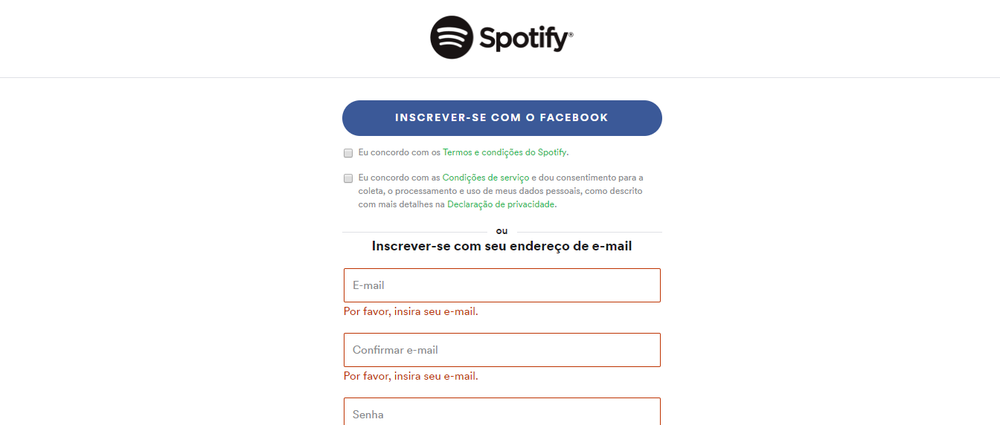 Spotify®
INSCREVER-SE COM O FACEBOOK
Eu concordo com os Termos e condições do Spotify.
Eu concordo com as Condições de serviço e dou consentimento para a
coleta, o processamento e uso de meus dados pessoais, como descrito
com mais detalhes na Declaração de privacidade.
ou
Inscrever-se com seu endereço de e-mail
E-mail
Por favor, insira seu e-mail.
Confirmar e-mail
Por favor, insira seu e-mail.
Senha